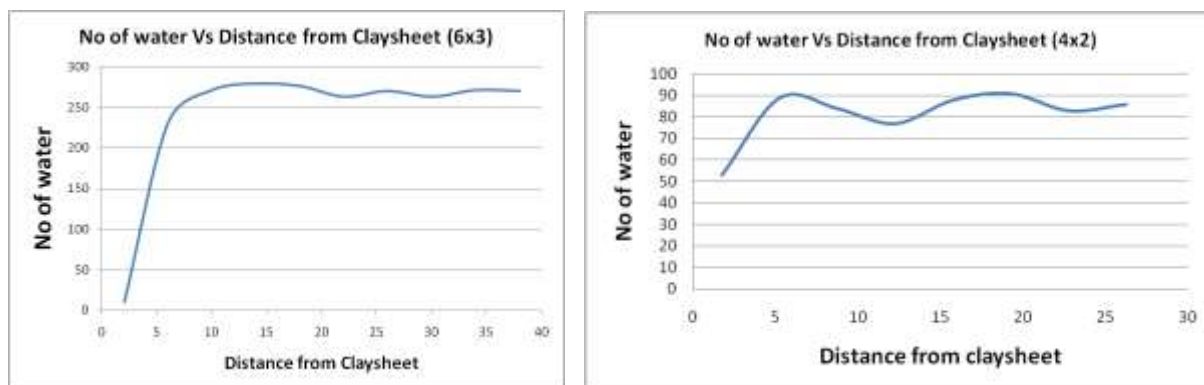 No of water Vs Distance from Claysheet (6x3)
300
250
200
150
100
50
0
No of water
0 5 10 15 20 25 30 35 40
Distance from Claysheet
No of water Vs Distance from Claysheet (4x2)
100
90
80
70
60
50
40
30
20
10
0
No of water
0 5 10 15 20 25 30
Distance from claysheet